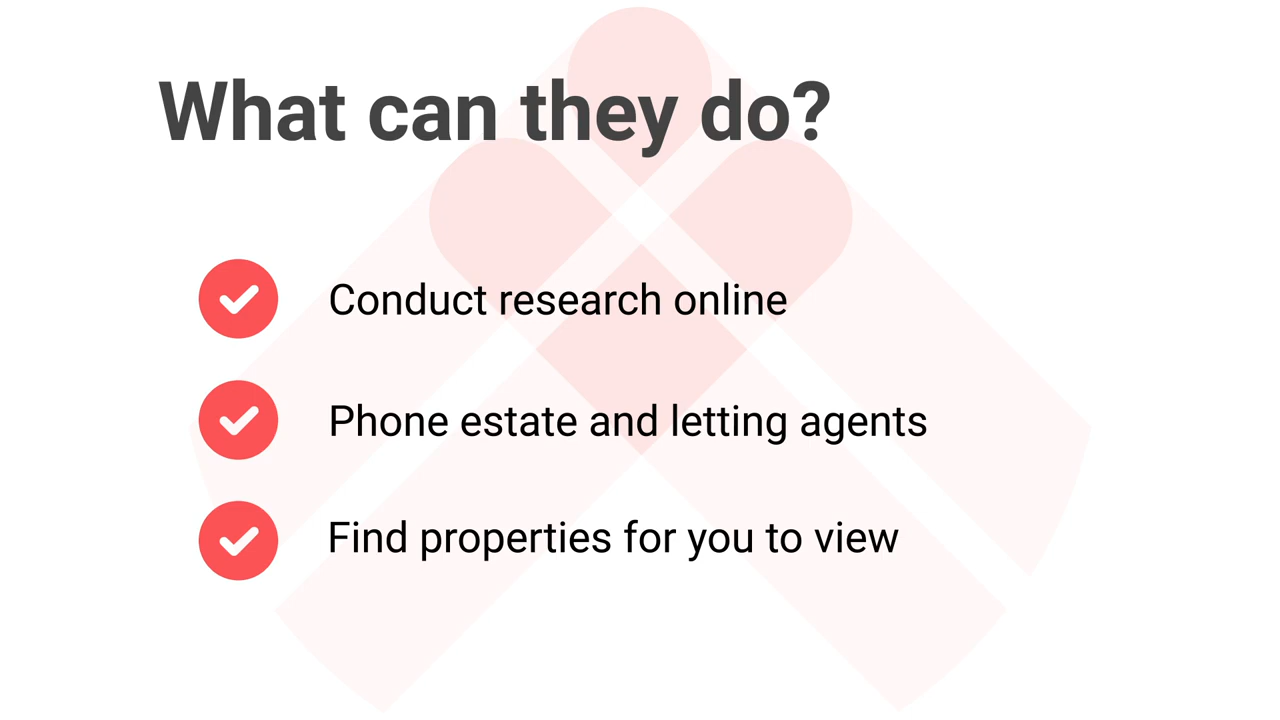 What can they do?
Conduct research online
Phone estate and letting agents
Find properties for you to view